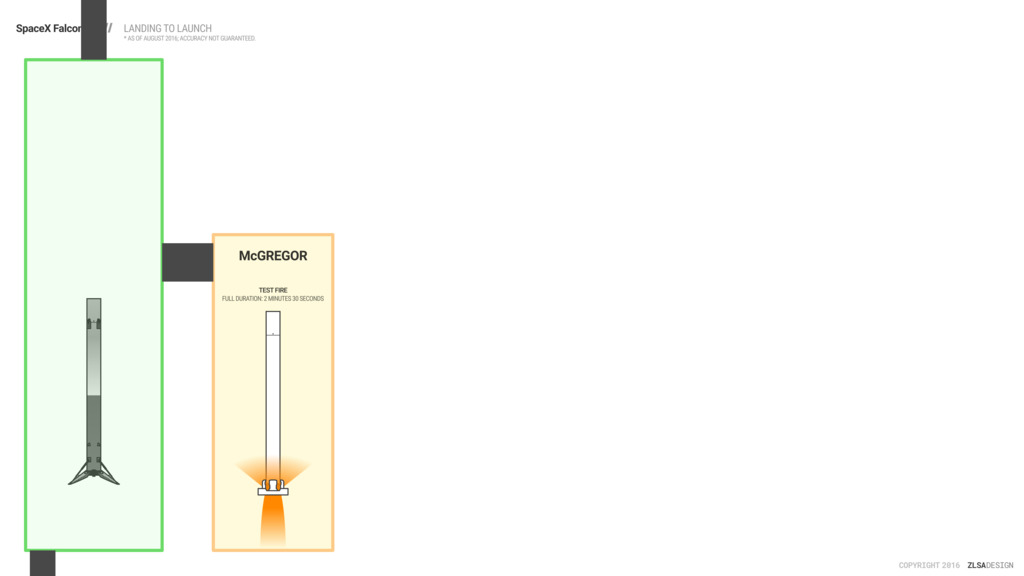 SpaceX Falcon //
LANDING TO LAUNCH
* AS OF AUGUST 2016; ACCURACY NOT GUARANTEED.
McGREGOR
TEST FIRE
FULL DURATION: 2 MINUTES 30 SECONDS
COPYRIGHT 2016 ZLSADESIGN